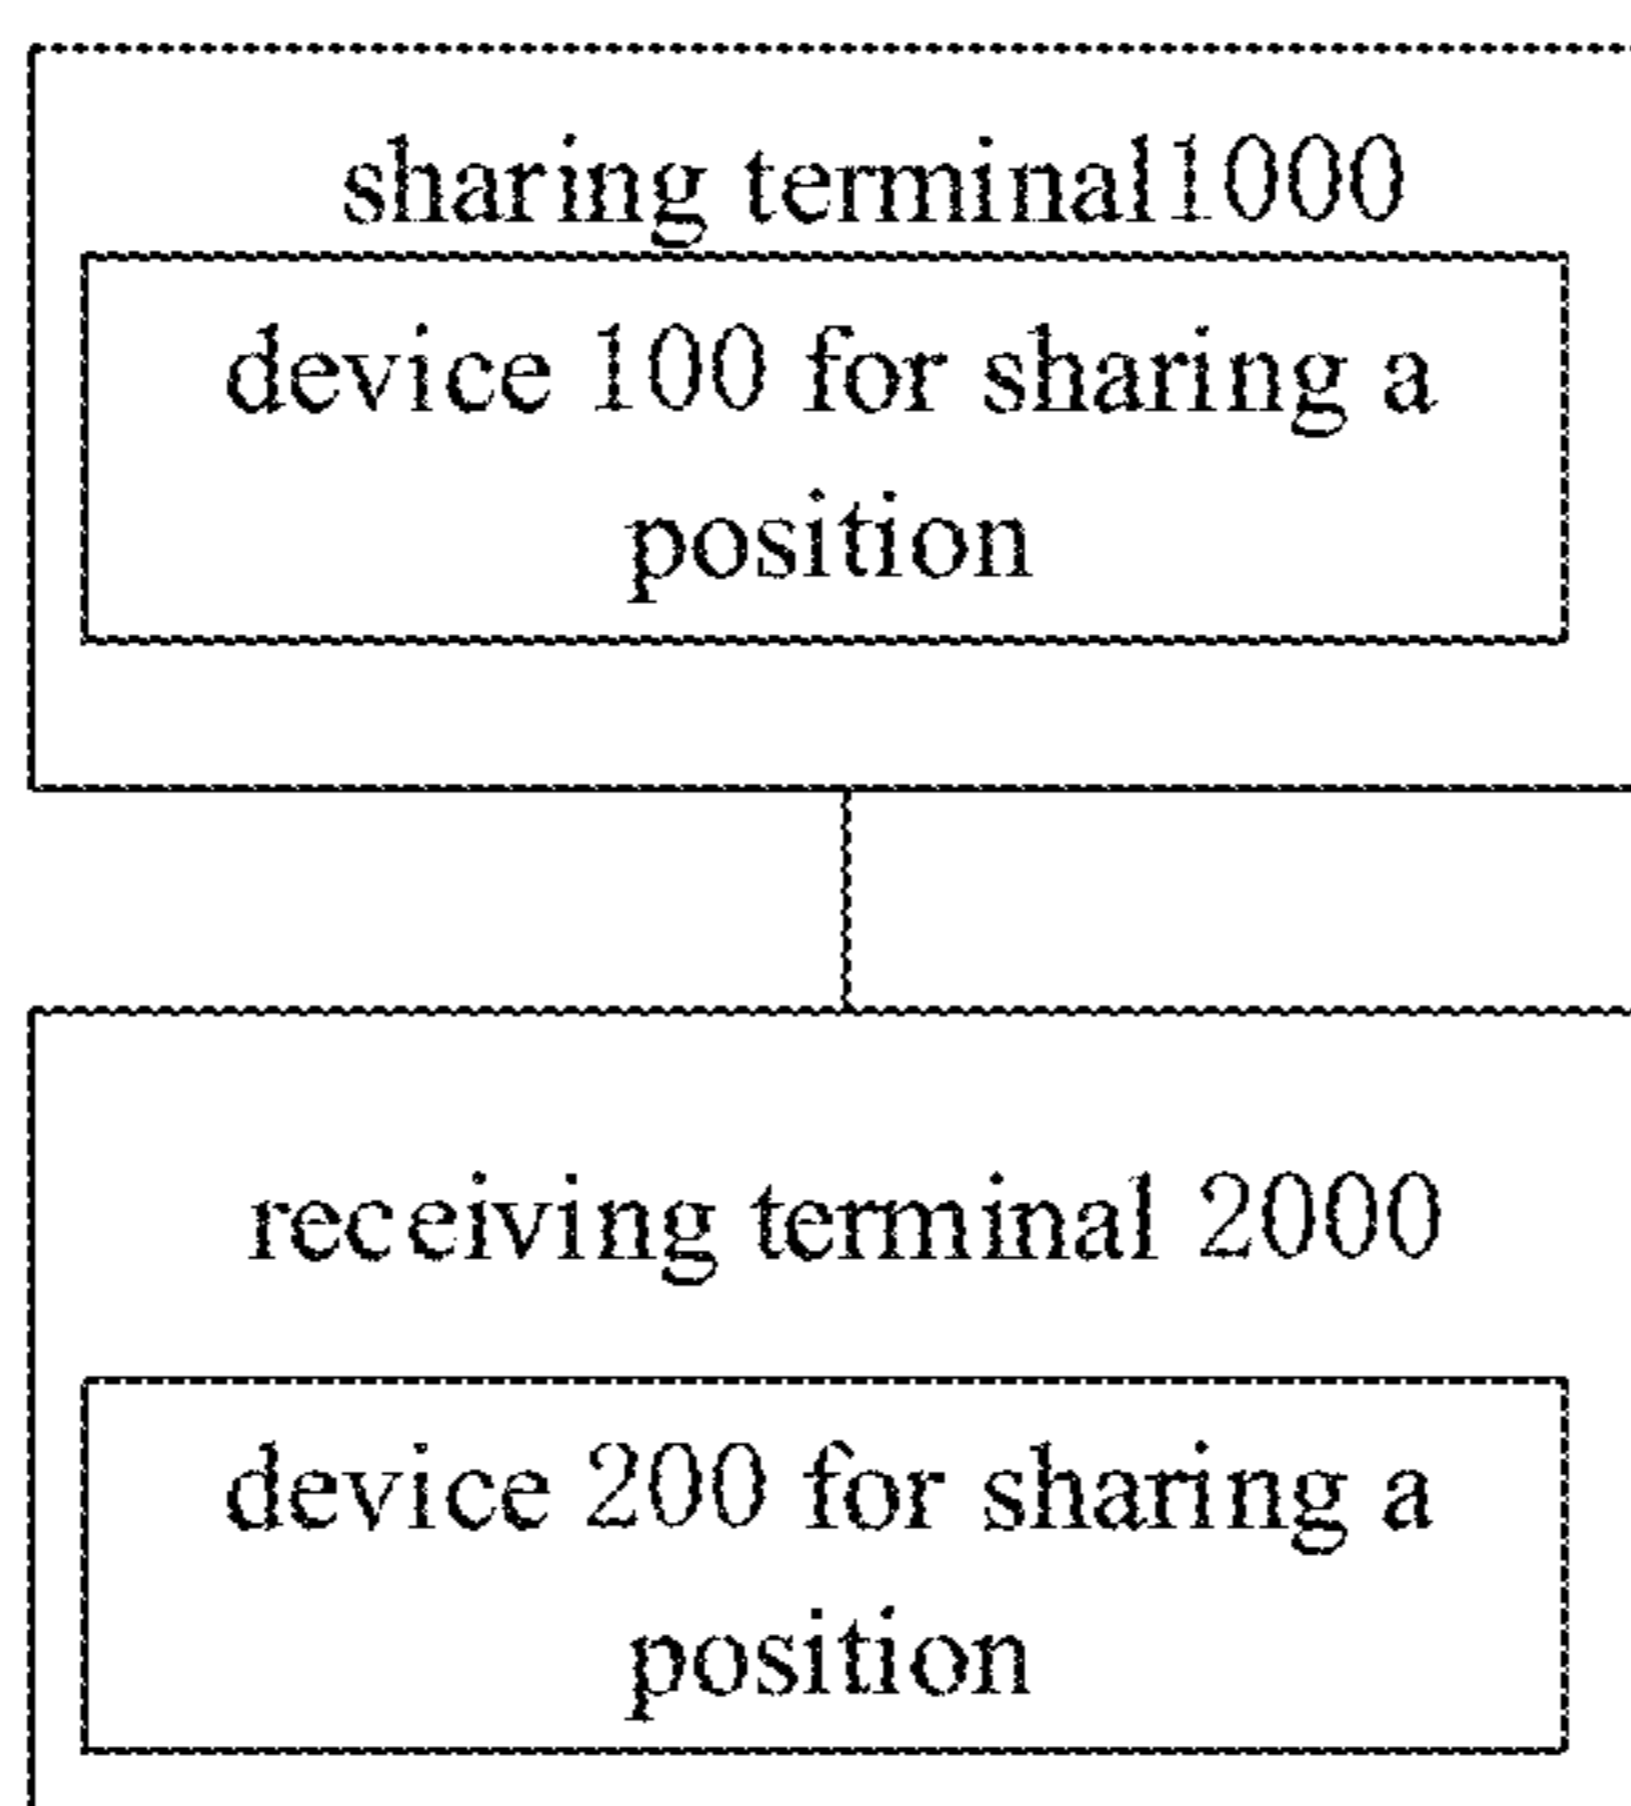 sharing terminal1000
device 100 for sharing a
position
receiving terminal 2000
device 200 for sharing a
position